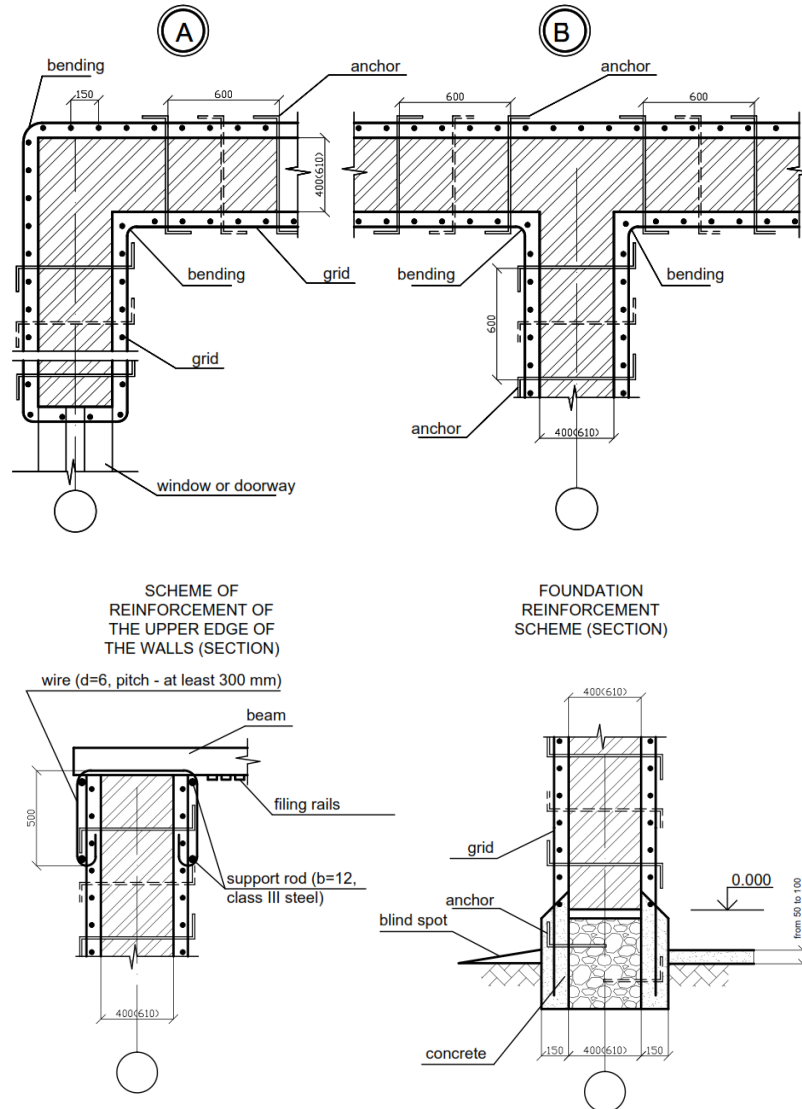 A
B
bending
anchor
anchor
150
600
600
600
400(610)
bending
grid
bending
bending
600
grid
anchor
400(610)
window or doorway
SCHEME OF
REINFORCEMENT OF
THE UPPER EDGE OF
THE WALLS (SECTION)
FOUNDATION
REINFORCEMENT
SCHEME (SECTION)
wire (d=6, pitch - at least 300 mm)
400(610)
beam
500
filing rails
grid
support rod (b=12,
class III steel)
0.000
anchor
blind spot
from 50 to 100
400(610)
concrete
150
400(610)
150